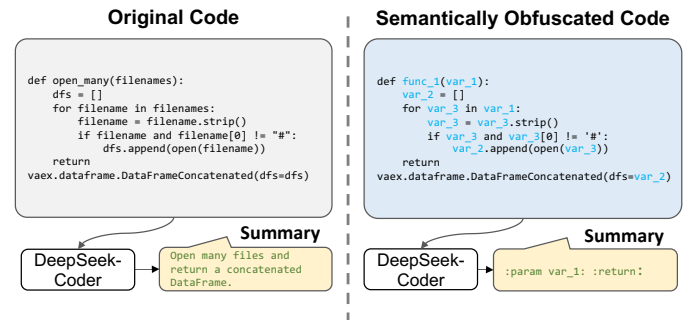 Original Code
def open_many(filenames):
    dfs = []
    for filename in filenames:
        filename = filename.strip()
        if filename and filename[0] != "#":
            dfs.append(open(filename))
    return
vaex.dataframe.DataFrameConcatenated(dfs=dfs)
Summary
DeepSeek-
Coder
Open many files and
return a concatenated
DataFrame.
Semantically Obfuscated Code
def func_1(var_1):
    var_2 = []
    for var_3 in var_1:
        var_3 = var_3.strip()
        if var_3 and var_3[0] != '#':
            var_2.append(open(var_3))
    return
vaex.dataframe.DataFrameConcatenated(dfs=var_2)
Summary
DeepSeek-
Coder
:param var_1: :return: